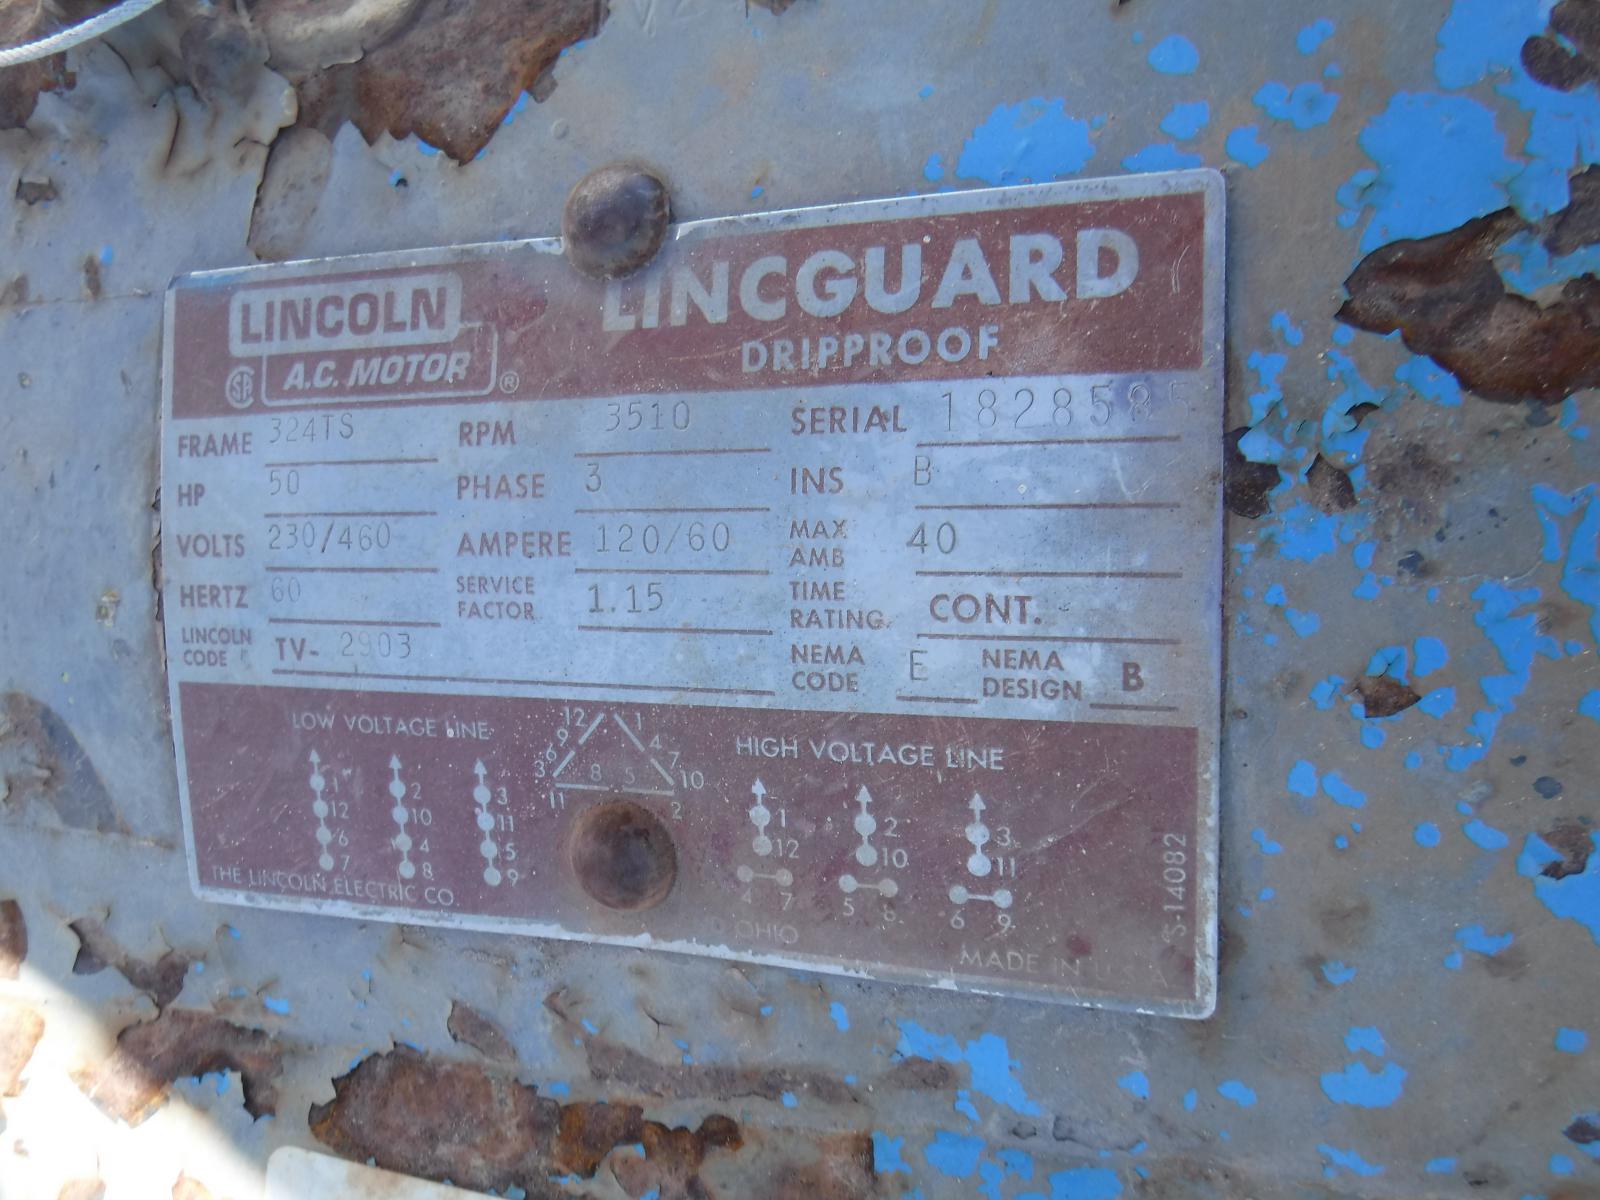 LINCOLN
A.C. MOTOR ®
LINCGUARD
DRIPPROOF
FRAME 324TS RPM 3510 SERIAL 1828585
HP 50 PHASE 3 INS B
VOLTS 230/460 AMPERE 120/60 MAX AMB 40
HERTZ 60 SERVICE FACTOR 1.15 TIME RATING CONT.
LINCOLN CODE TV- 2903 NEMA CODE E NEMA DESIGN B
LOW VOLTAGE LINE
1 2 3
12 10 11
6 4 5
7 8 9
12 1
9 4
6 7
3 8 5 10
11 2
HIGH VOLTAGE LINE
1 2 3
12 10 11
4 7 5 8 6 9
THE LINCOLN ELECTRIC CO.
OHIO
MADE IN U.S.A.
S-14082